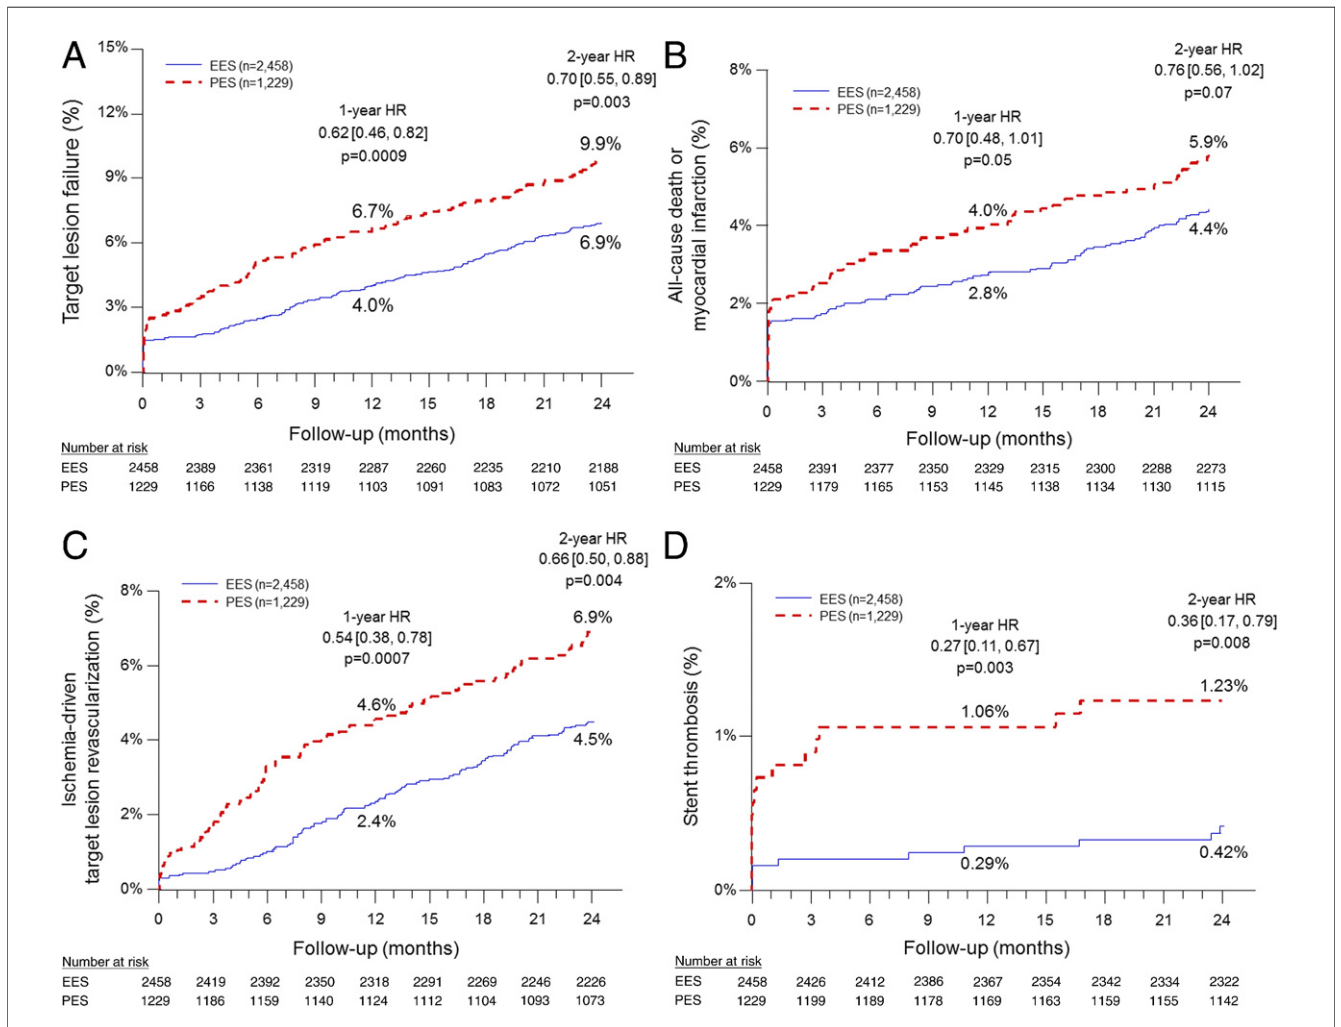 A
Target lesion failure (%)
15%
12%
9%
6%
3%
0%
EES (n=2,458)
PES (n=1,229)
1-year HR
0.62 [0.46, 0.82]
p=0.0009
2-year HR
0.70 [0.55, 0.89]
p=0.003
9.9%
6.7%
6.9%
4.0%
0 3 6 9 12 15 18 21 24
Follow-up (months)
Number at risk
EES 2458 2389 2361 2319 2287 2260 2235 2210 2188
PES 1229 1166 1138 1119 1103 1091 1083 1072 1051
B
All-cause death or
myocardial infarction (%)
8%
6%
4%
2%
0%
EES (n=2,458)
PES (n=1,229)
1-year HR
0.70 [0.48, 1.01]
p=0.05
2-year HR
0.76 [0.56, 1.02]
p=0.07
5.9%
4.0%
4.4%
2.8%
0 3 6 9 12 15 18 21 24
Follow-up (months)
Number at risk
EES 2458 2391 2377 2350 2329 2315 2300 2288 2273
PES 1229 1179 1165 1153 1145 1138 1134 1130 1115
C
Ischemia-driven
target lesion revascularization (%)
8%
6%
4%
2%
0%
EES (n=2,458)
PES (n=1,229)
1-year HR
0.54 [0.38, 0.78]
p=0.0007
2-year HR
0.66 [0.50, 0.88]
p=0.004
6.9%
4.6%
4.5%
2.4%
0 3 6 9 12 15 18 21 24
Follow-up (months)
Number at risk
EES 2458 2419 2392 2350 2318 2291 2269 2246 2226
PES 1229 1186 1159 1140 1124 1112 1104 1093 1073
D
Stent thrombosis (%)
2%
1%
0%
EES (n=2,458)
PES (n=1,229)
1-year HR
0.27 [0.11, 0.67]
p=0.003
2-year HR
0.36 [0.17, 0.79]
p=0.008
1.23%
1.06%
0.29%
0.42%
0 3 6 9 12 15 18 21 24
Follow-up (months)
Number at risk
EES 2458 2426 2412 2386 2367 2354 2342 2334 2322
PES 1229 1199 1189 1178 1169 1163 1159 1155 1142